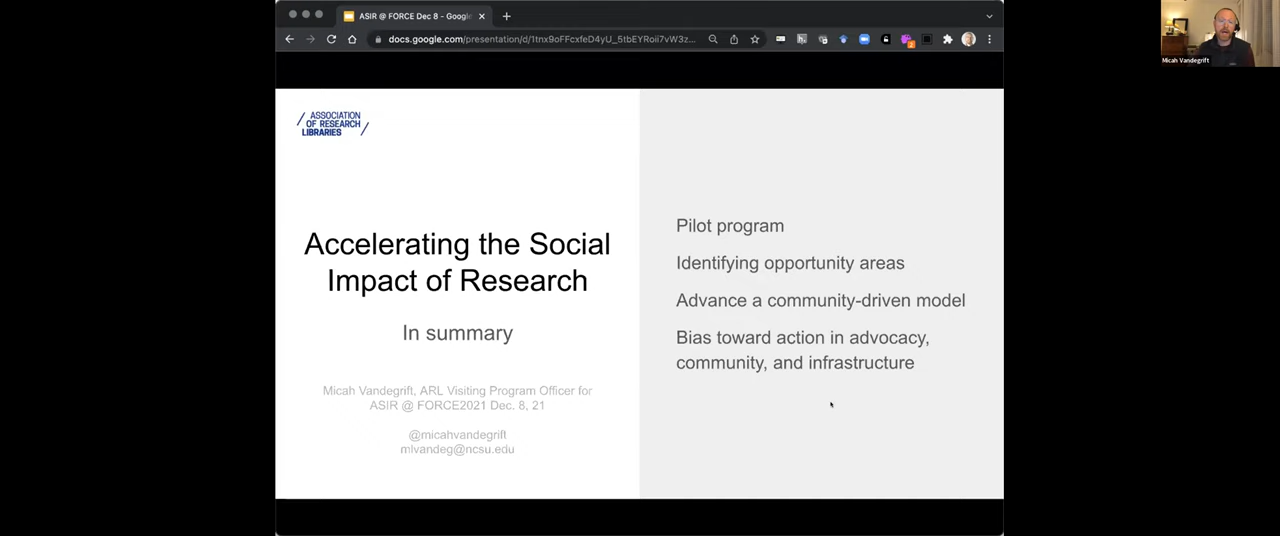 ASIR @ FORCE Dec 8 - Google
docs.google.com/presentation/d/1tnx9oFFcxfeD4yU_5tbEYRoii7vW3z...
Micah Vandegrift
ASSOCIATION
OF RESEARCH
LIBRARIES
Accelerating the Social
Impact of Research
In summary
Micah Vandegrift, ARL Visiting Program Officer for
ASIR @ FORCE2021 Dec. 8, 21
@micahvandegrift
mlvandeg@ncsu.edu
Pilot program
Identifying opportunity areas
Advance a community-driven model
Bias toward action in advocacy,
community, and infrastructure